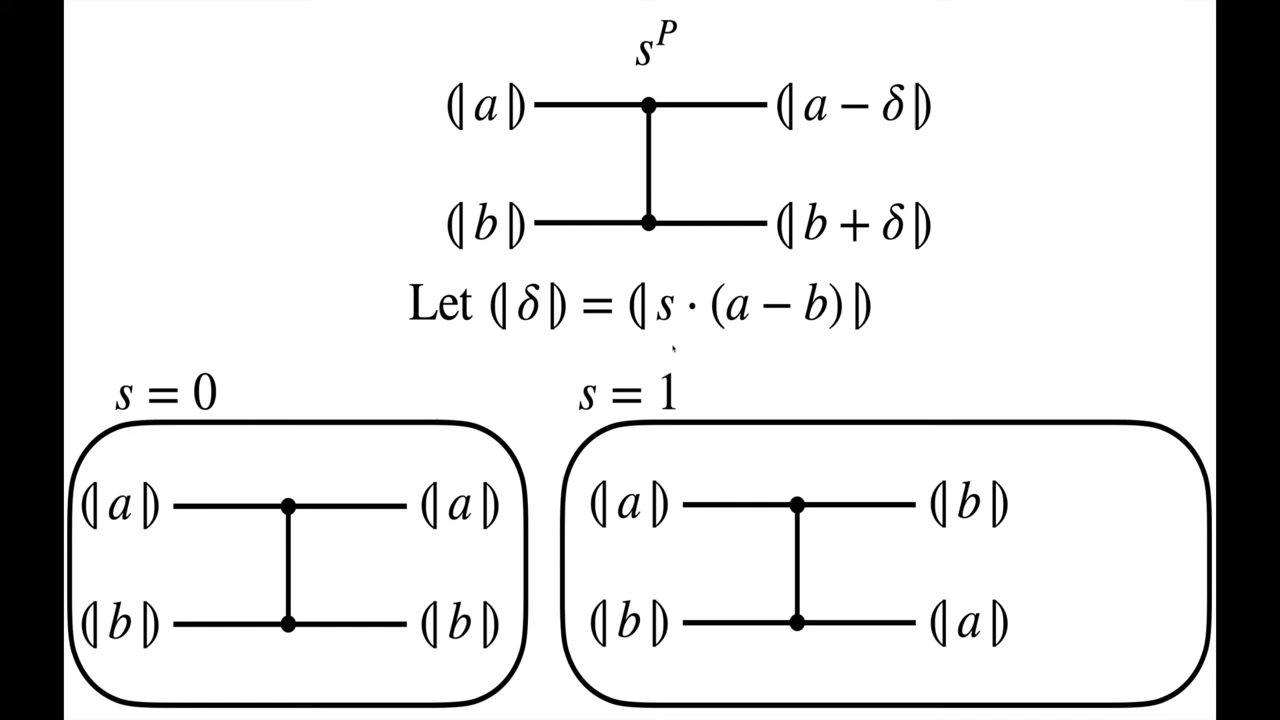 s^P
⦇a⦈ ⦇a − δ⦈
⦇b⦈ ⦇b + δ⦈
Let ⦇δ⦈ = ⦇s · (a − b)⦈
s = 0
⦇a⦈ ⦇a⦈
⦇b⦈ ⦇b⦈
s = 1
⦇a⦈ ⦇b⦈
⦇b⦈ ⦇a⦈